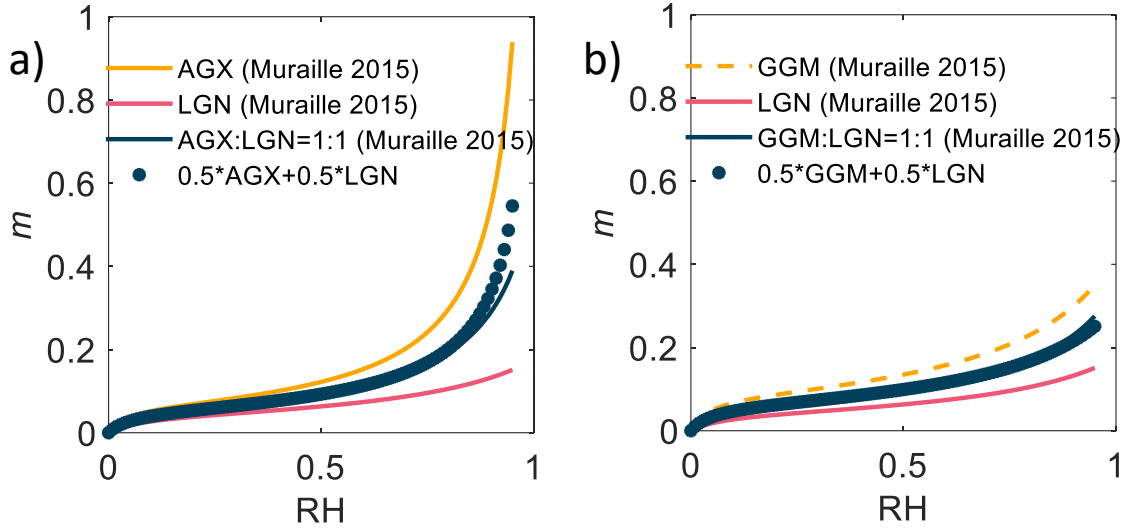 a)
1
0.8
0.6
0.4
0.2
0
m
AGX (Muraille 2015)
LGN (Muraille 2015)
AGX:LGN=1:1 (Muraille 2015)
0.5*AGX+0.5*LGN
0
0.5
1
RH
b)
1
0.8
0.6
0.4
0.2
0
m
GGM (Muraille 2015)
LGN (Muraille 2015)
GGM:LGN=1:1 (Muraille 2015)
0.5*GGM+0.5*LGN
0
0.5
1
RH